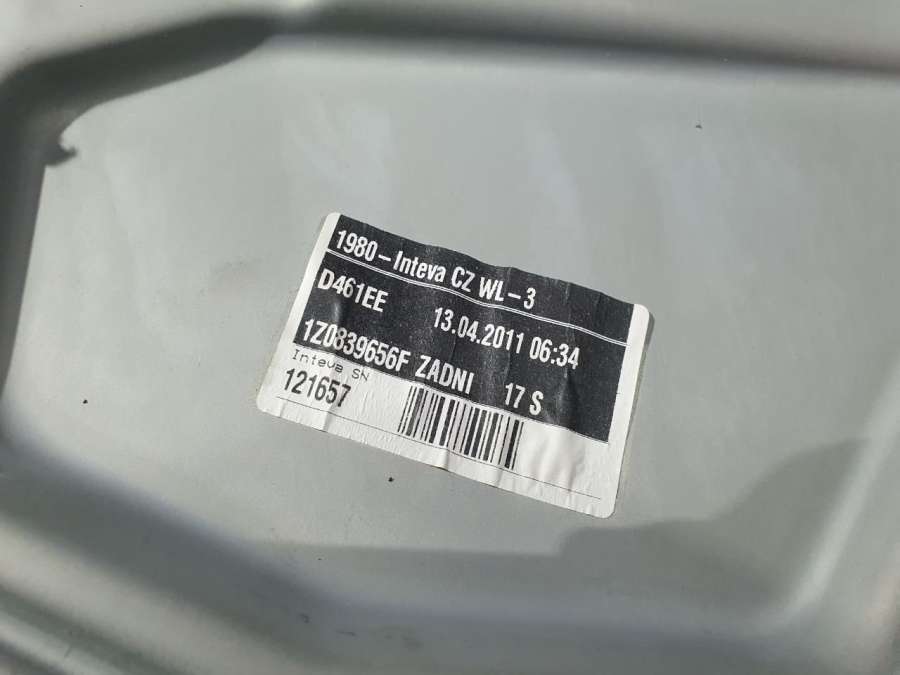 1980-Inteva CZ WL-3
D461EE 13.04.2011 06:34
1Z0839656F ZADNI 17 S
Inteva SN
121657